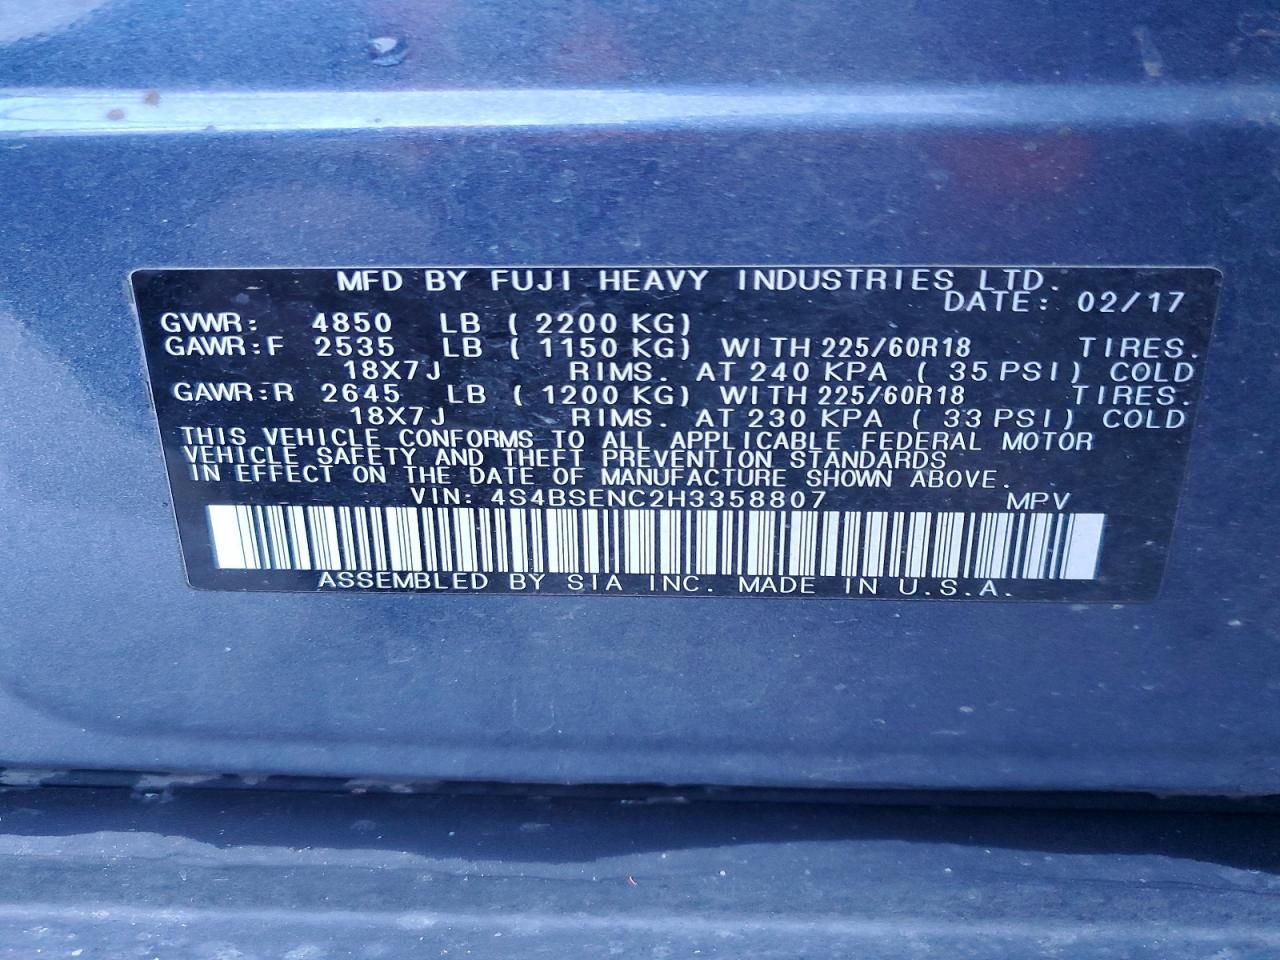 MFD BY FUJI HEAVY INDUSTRIES LTD.
DATE: 02/17
GVWR: 4850 LB ( 2200 KG)
GAWR:F 2535 LB ( 1150 KG) WITH 225/60R18 TIRES.
18X7J RIMS. AT 240 KPA ( 35 PSI) COLD
GAWR:R 2645 LB ( 1200 KG) WITH 225/60R18 TIRES.
18X7J RIMS. AT 230 KPA ( 33 PSI) COLD
THIS VEHICLE CONFORMS TO ALL APPLICABLE FEDERAL MOTOR
VEHICLE SAFETY AND THEFT PREVENTION STANDARDS
IN EFFECT ON THE DATE OF MANUFACTURE SHOWN ABOVE.
VIN: 4S4BSENC2H3358807 MPV
ASSEMBLED BY SIA INC. MADE IN U.S.A.